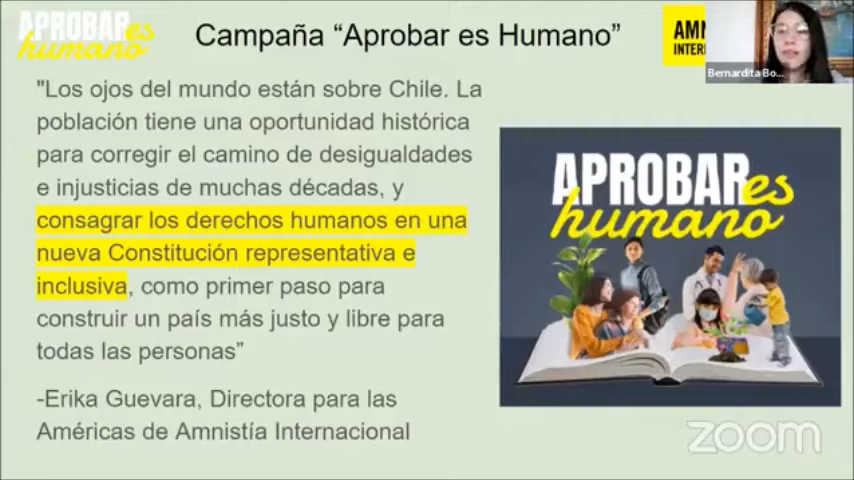 APROBAR es
humano
Campaña “Aprobar es Humano”
Bernardita Bo...
"Los ojos del mundo están sobre Chile. La
población tiene una oportunidad histórica
para corregir el camino de desigualdades
e injusticias de muchas décadas, y
consagrar los derechos humanos en una
nueva Constitución representativa e
inclusiva, como primer paso para
construir un país más justo y libre para
todas las personas”
-Erika Guevara, Directora para las
Américas de Amnistía Internacional
APROBAR es
humano
zoom